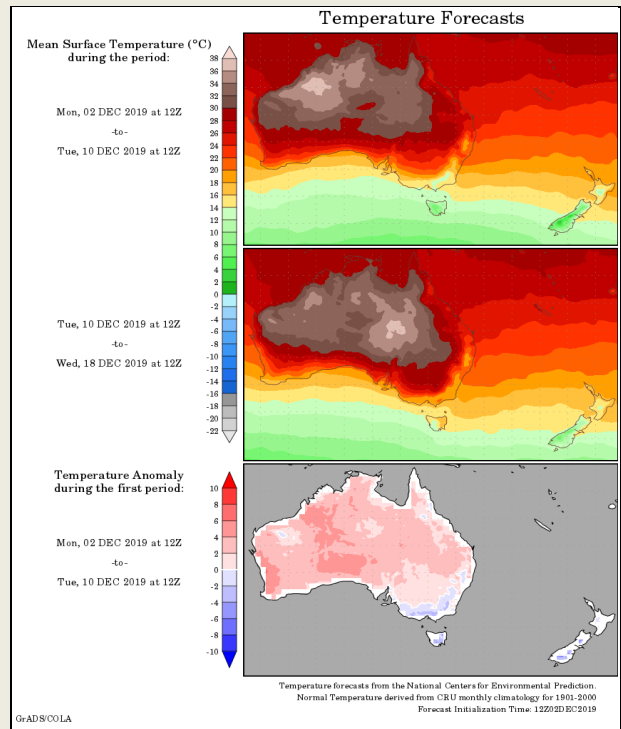 Temperature Forecasts
Mean Surface Temperature (°C)
during the period:
Mon, 02 DEC 2019 at 12Z
-to-
Tue, 10 DEC 2019 at 12Z
38
36
34
32
30
28
26
24
22
20
18
16
14
12
10
8
6
4
2
0
-2
-4
-6
-8
-10
-12
-14
-16
-18
-20
-22
Tue, 10 DEC 2019 at 12Z
-to-
Wed, 18 DEC 2019 at 12Z
Temperature Anomaly
during the first period:
Mon, 02 DEC 2019 at 12Z
-to-
Tue, 10 DEC 2019 at 12Z
10
8
6
4
2
0
-2
-4
-6
-8
-10
Temperature forecasts from the National Centers for Environmental Prediction.
Normal Temperature derived from CRU monthly climatology for 1901-2000
Forecast Initialization Time: 12Z02DEC2019
GrADS/COLA